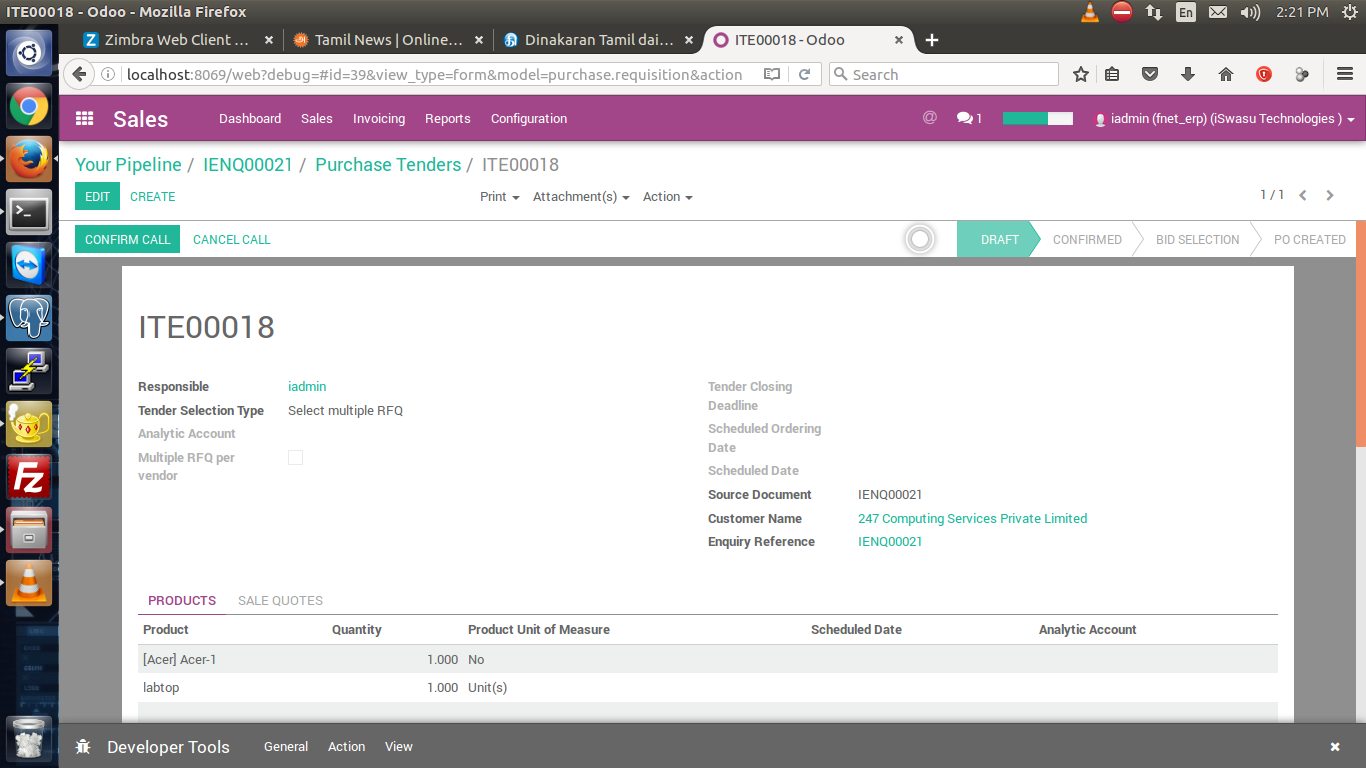 ITE00018 - Odoo - Mozilla Firefox
En
2:21 PM
Zimbra Web Client ...
Tamil News | Online...
Dinakaran Tamil dai...
ITE00018 - Odoo
localhost:8069/web?debug=#id=39&view_type=form&model=purchase.requisition&action
Search
Sales
Dashboard
Sales
Invoicing
Reports
Configuration
@
1
iadmin (fnet_erp) (iSwasu Technologies )
Your Pipeline / IENQ00021 / Purchase Tenders / ITE00018
EDIT
CREATE
Print
Attachment(s)
Action
1 / 1
CONFIRM CALL
CANCEL CALL
DRAFT
CONFIRMED
BID SELECTION
PO CREATED
ITE00018
Responsible iadmin
Tender Selection Type Select multiple RFQ
Analytic Account
Multiple RFQ per
vendor
Tender Closing
Deadline
Scheduled Ordering
Date
Scheduled Date
Source Document IENQ00021
Customer Name 247 Computing Services Private Limited
Enquiry Reference IENQ00021
PRODUCTS
SALE QUOTES
Product Quantity Product Unit of Measure Scheduled Date Analytic Account
[Acer] Acer-1 1.000 No
labtop 1.000 Unit(s)
Developer Tools
General
Action
View